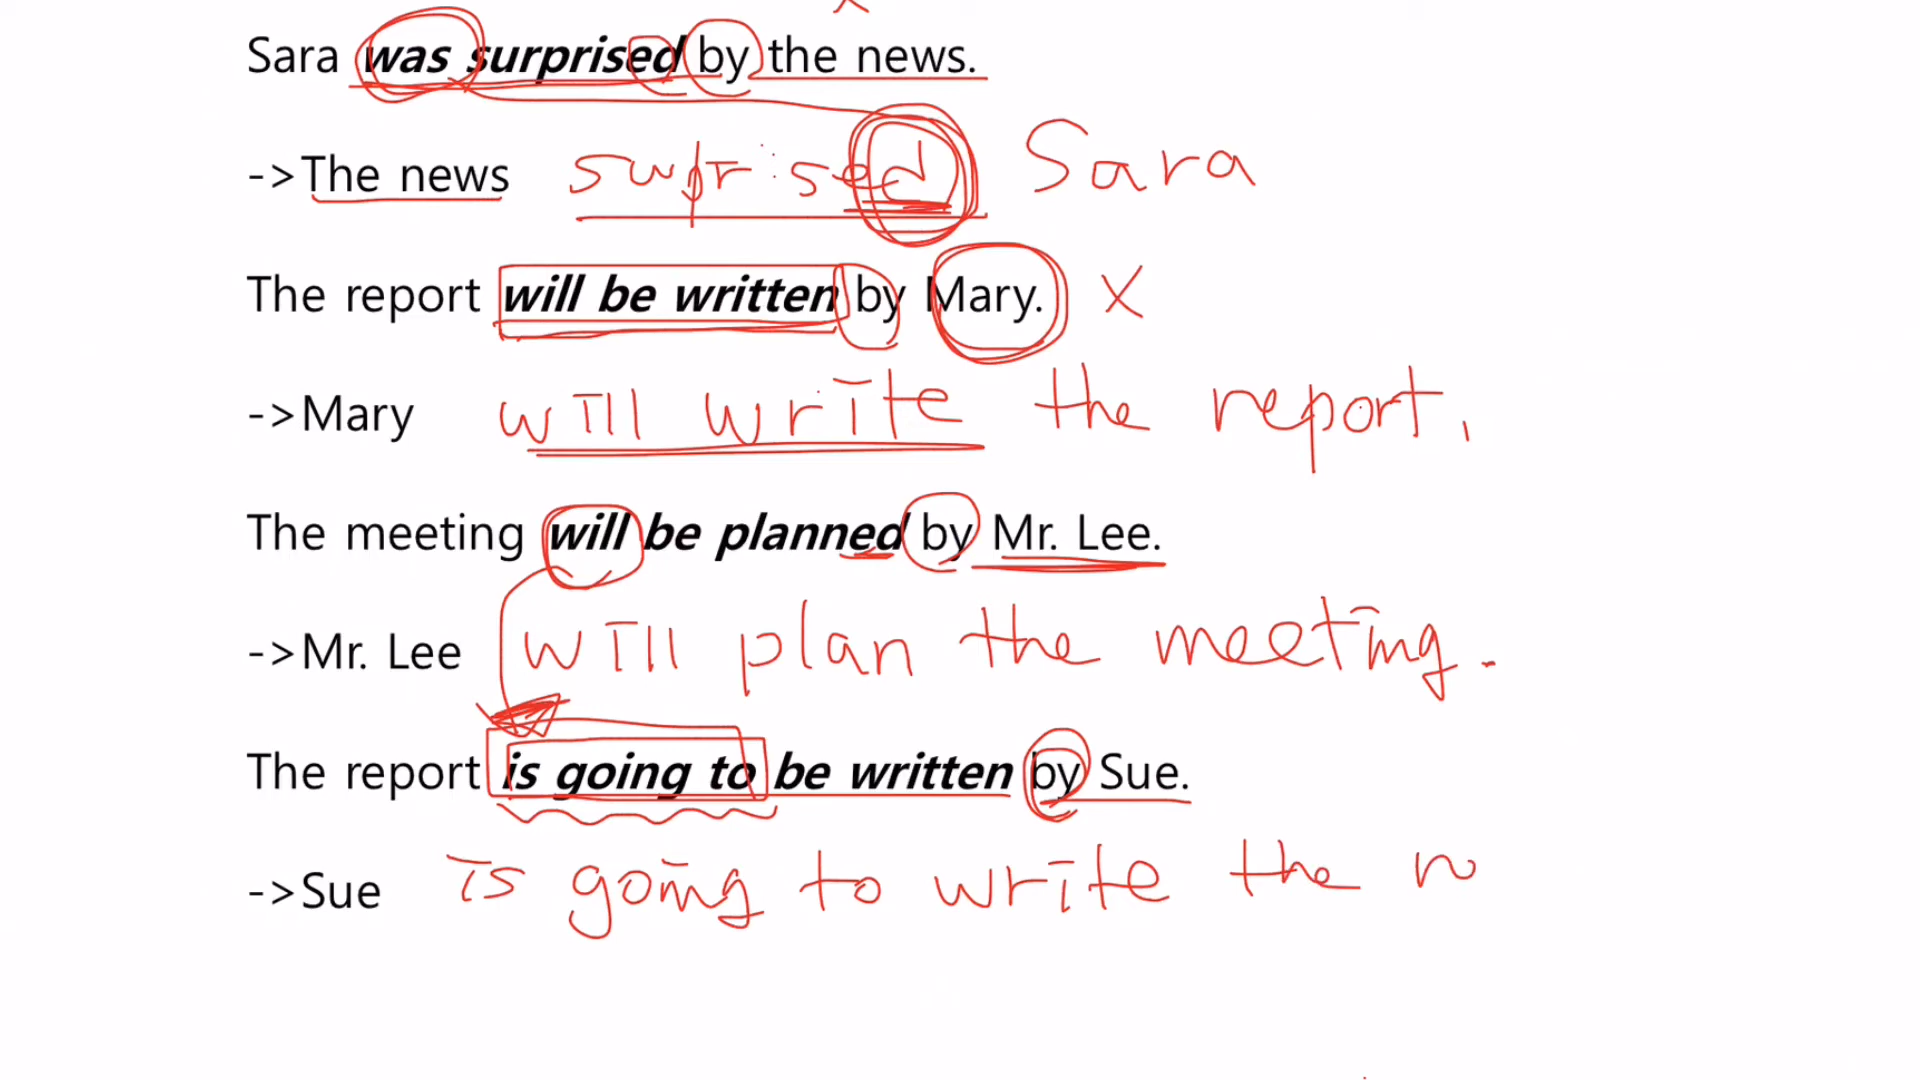 Sara was surprised by the news.
->The news surprised Sara
The report will be written by Mary. X
->Mary will write the report.
The meeting will be planned by Mr. Lee.
->Mr. Lee will plan the meeting.
The report is going to be written by Sue.
->Sue is going to write the